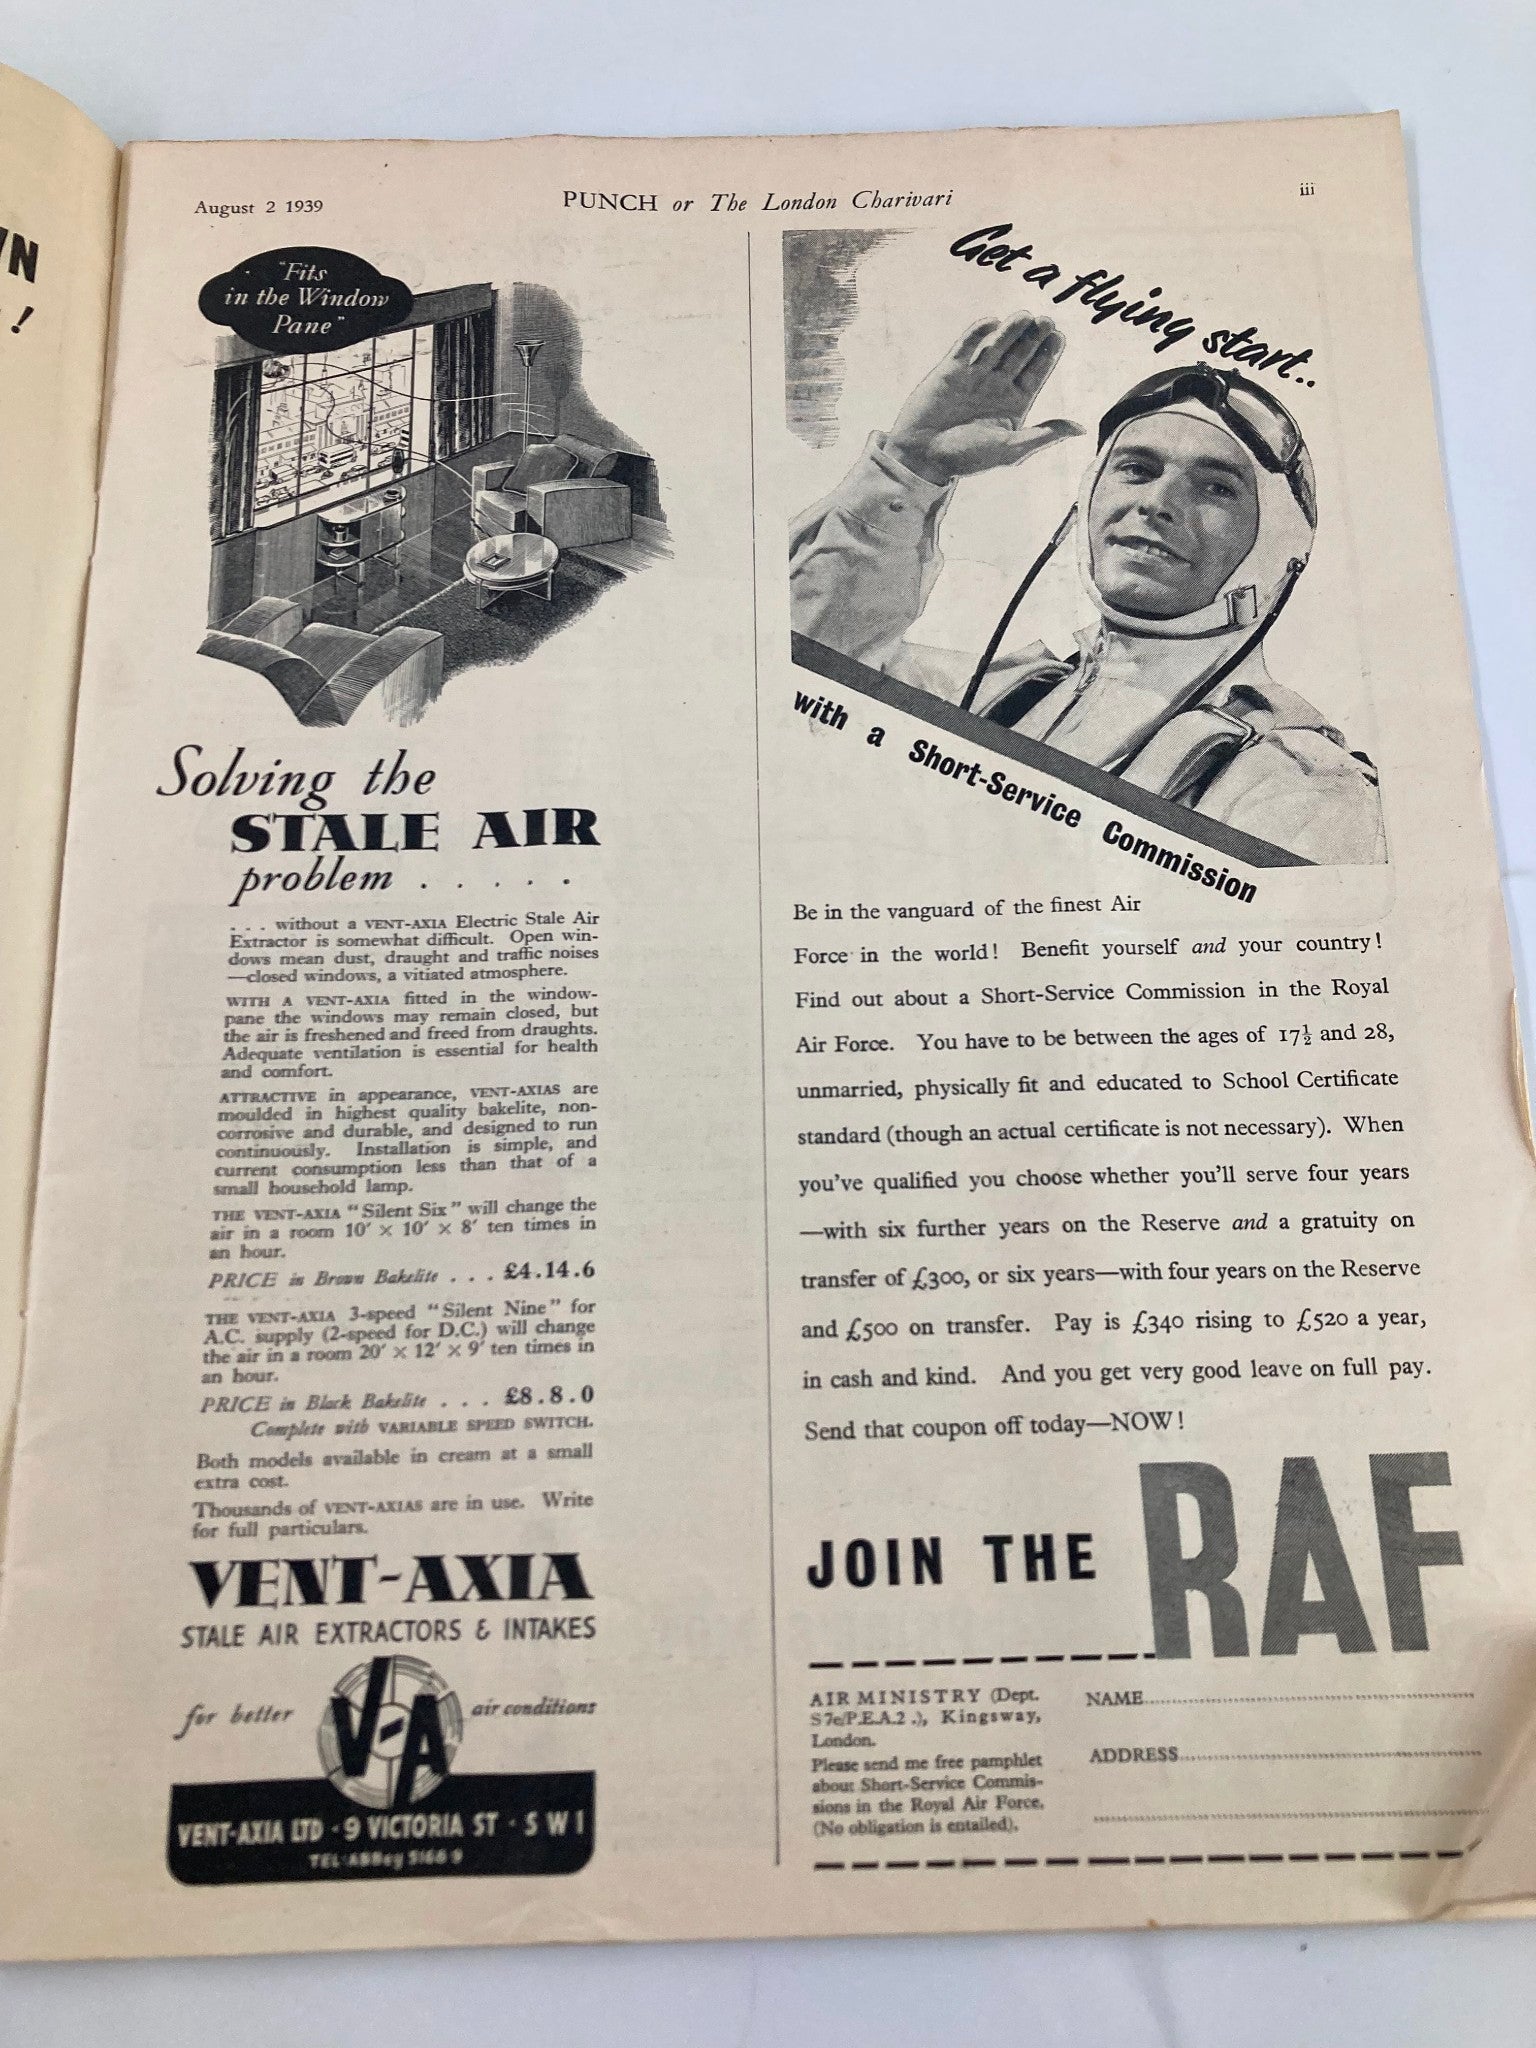 WN
!
August 2 1939
PUNCH or The London Charivari
iii
"Fits
in the Window
Pane"
Solving the
STALE AIR
problem . . . . .
. . . without a VENT-AXIA Electric Stale Air
Extractor is somewhat difficult. Open win-
dows mean dust, draught and traffic noises
—closed windows, a vitiated atmosphere.
WITH A VENT-AXIA fitted in the window-
pane the windows may remain closed, but
the air is freshened and freed from draughts.
Adequate ventilation is essential for health
and comfort.
ATTRACTIVE in appearance, VENT-AXIAS are
moulded in highest quality bakelite, non-
corrosive and durable, and designed to run
continuously. Installation is simple, and
current consumption less than that of a
small household lamp.
THE VENT-AXIA "Silent Six" will change the
air in a room 10′ × 10′ × 8′ ten times in
an hour.
PRICE in Brown Bakelite . . . £4.14.6
THE VENT-AXIA 3-speed "Silent Nine" for
A.C. supply (2-speed for D.C.) will change
the air in a room 20′ × 12′ × 9′ ten times in
an hour.
PRICE in Black Bakelite . . . £8.8.0
Complete with VARIABLE SPEED SWITCH.
Both models available in cream at a small
extra cost.
Thousands of VENT-AXIAS are in use. Write
for full particulars.
VENT-AXIA
STALE AIR EXTRACTORS & INTAKES
for better air conditions
V-A
VENT-AXIA LTD · 9 VICTORIA ST · S W 1
TEL: ABBey 5168 9
Get a flying start..
with a Short-Service Commission
Be in the vanguard of the finest Air
Force in the world! Benefit yourself and your country!
Find out about a Short-Service Commission in the Royal
Air Force. You have to be between the ages of 17½ and 28,
unmarried, physically fit and educated to School Certificate
standard (though an actual certificate is not necessary). When
you've qualified you choose whether you'll serve four years
—with six further years on the Reserve and a gratuity on
transfer of £300, or six years—with four years on the Reserve
and £500 on transfer. Pay is £340 rising to £520 a year,
in cash and kind. And you get very good leave on full pay.
Send that coupon off today—NOW!
JOIN THE RAF
AIR MINISTRY (Dept.
S7e/P.E.A.2.), Kingsway,
London.
Please send me free pamphlet
about Short-Service Commis-
sions in the Royal Air Force.
(No obligation is entailed).
NAME
ADDRESS